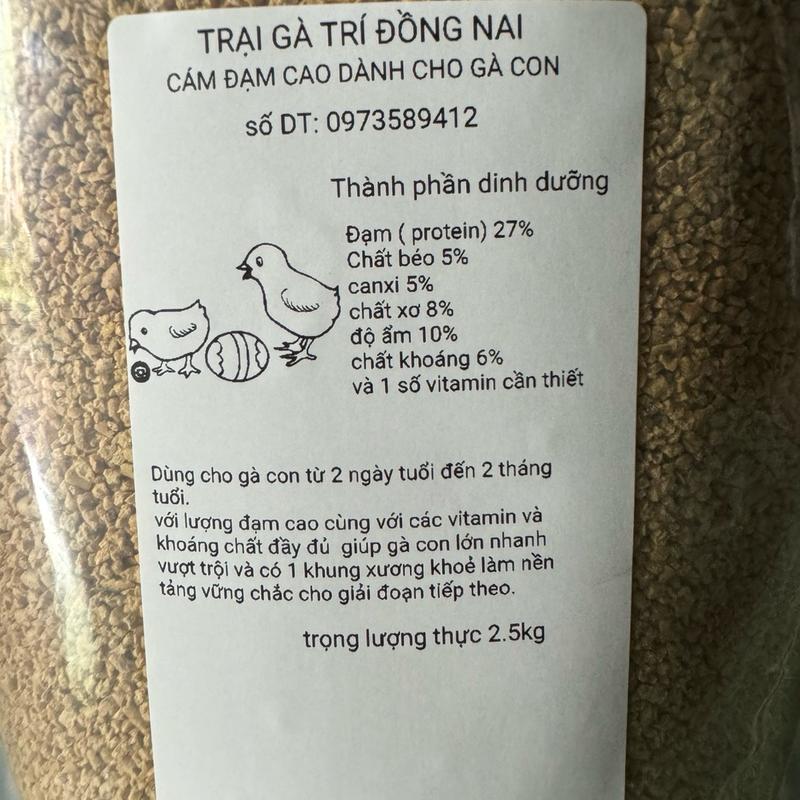 TRẠI GÀ TRÍ ĐỒNG NAI
CÁM ĐẠM CAO DÀNH CHO GÀ CON
số DT: 0973589412
Thành phần dinh dưỡng
Đạm ( protein) 27%
Chất béo 5%
canxi 5%
chất xơ 8%
độ ẩm 10%
chất khoáng 6%
và 1 số vitamin cần thiết
Dùng cho gà con từ 2 ngày tuổi đến 2 tháng
tuổi.
với lượng đạm cao cùng với các vitamin và
khoáng chất đầy đủ giúp gà con lớn nhanh
vượt trội và có 1 khung xương khoẻ làm nền
tảng vững chắc cho giải đoạn tiếp theo.
trọng lượng thực 2.5kg